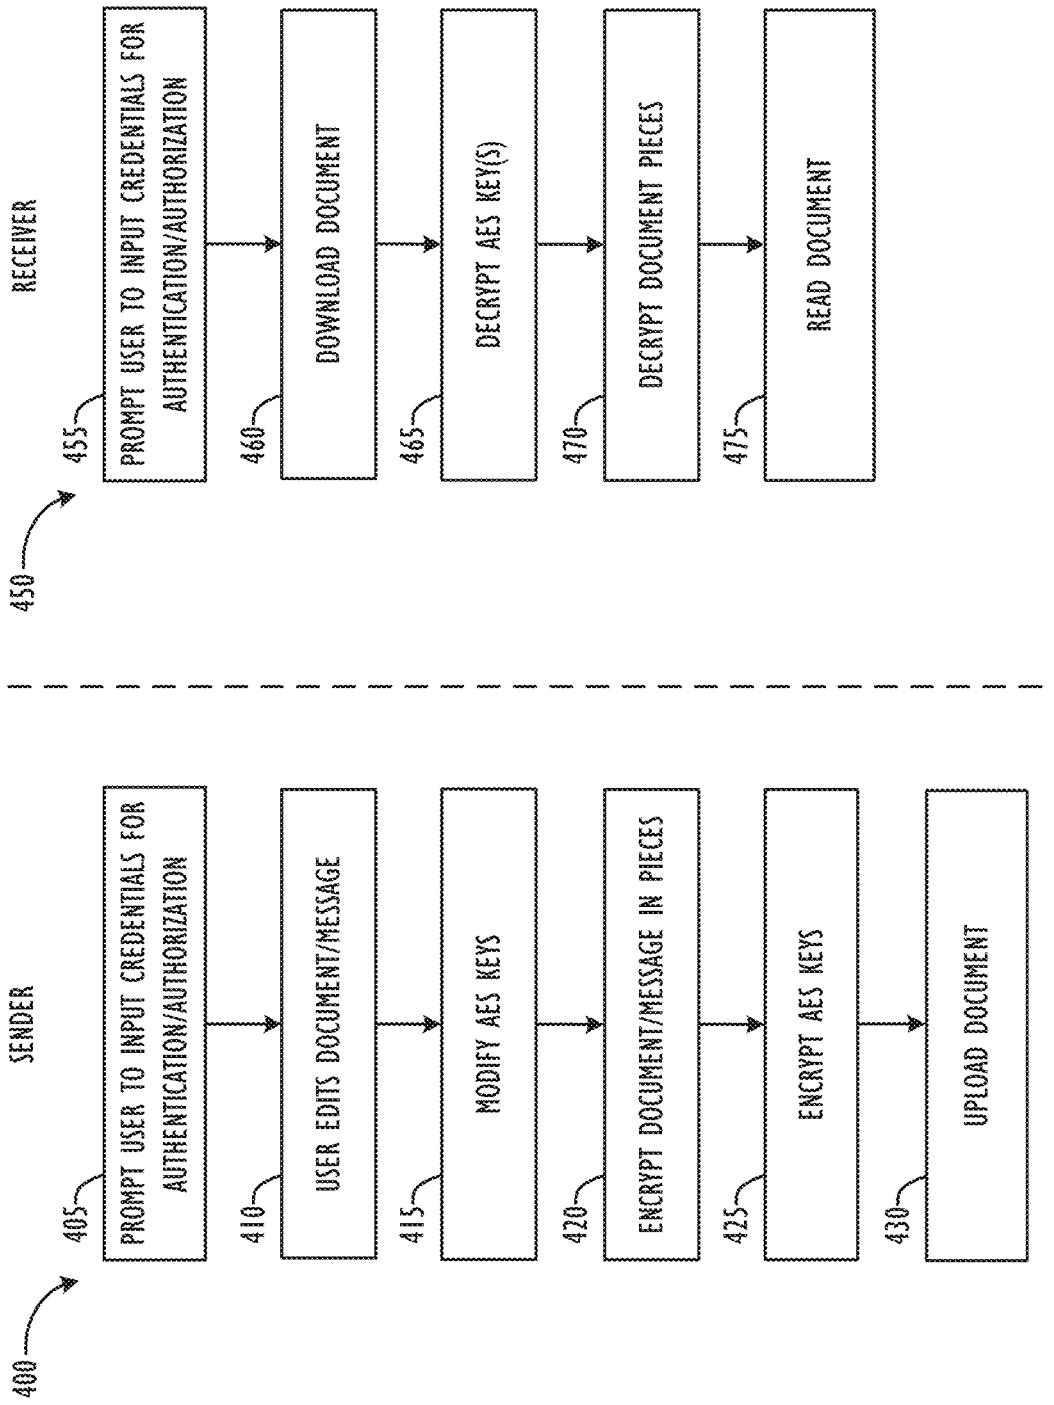 SENDER
400
405
PROMPT USER TO INPUT CREDENTIALS FOR
AUTHENTICATION/AUTHORIZATION
410
USER EDITS DOCUMENT/MESSAGE
415
MODIFY AES KEYS
420
ENCRYPT DOCUMENT/MESSAGE IN PIECES
425
ENCRYPT AES KEYS
430
UPLOAD DOCUMENT
RECEIVER
450
455
PROMPT USER TO INPUT CREDENTIALS FOR
AUTHENTICATION/AUTHORIZATION
460
DOWNLOAD DOCUMENT
465
DECRYPT AES KEY(S)
470
DECRYPT DOCUMENT PIECES
475
READ DOCUMENT